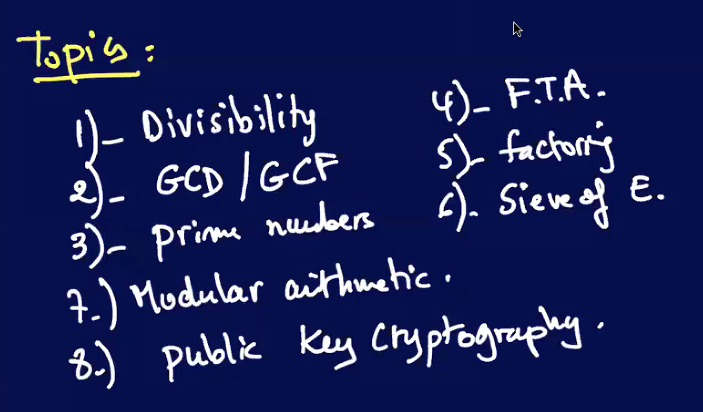 Topics:
1)- Divisibility
2)- GCD / GCF
3)- prime numbers
4)- F.T.A.
5)- factoring
6)- Sieve of E.
7.) Modular arithmetic.
8.) public key cryptography.